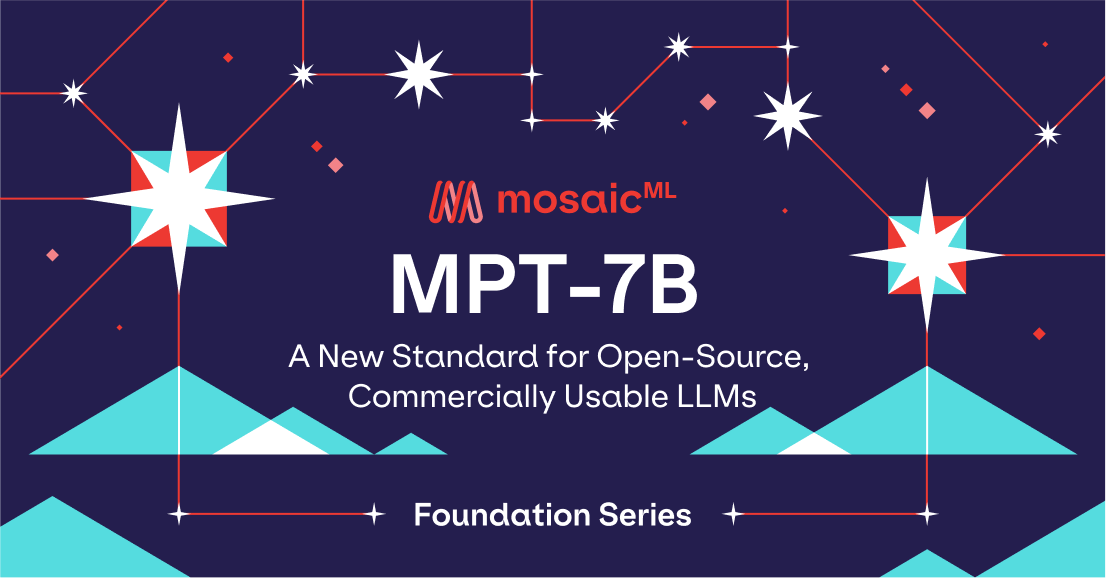 mosaicML
MPT-7B
A New Standard for Open-Source,
Commercially Usable LLMs
Foundation Series